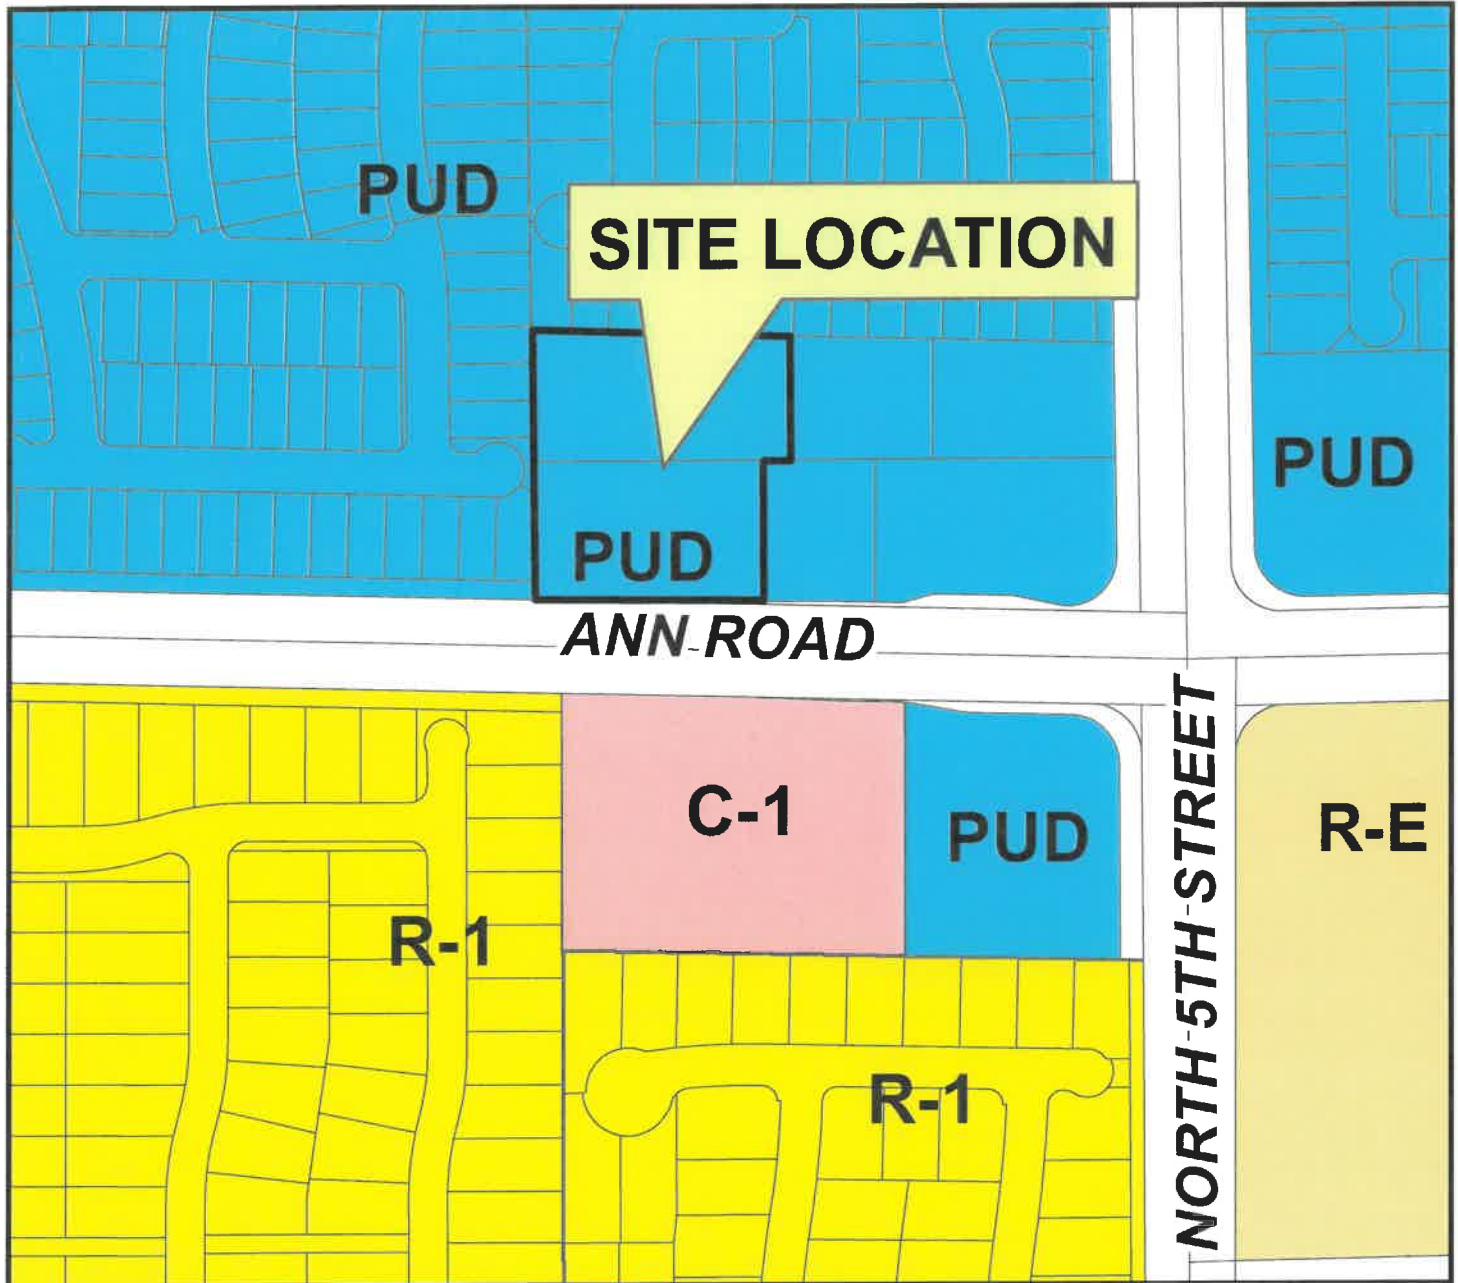 PUD
SITE LOCATION
PUD
PUD
ANN ROAD
C-1
PUD
R-E
R-1
R-1
NORTH 5TH STREET